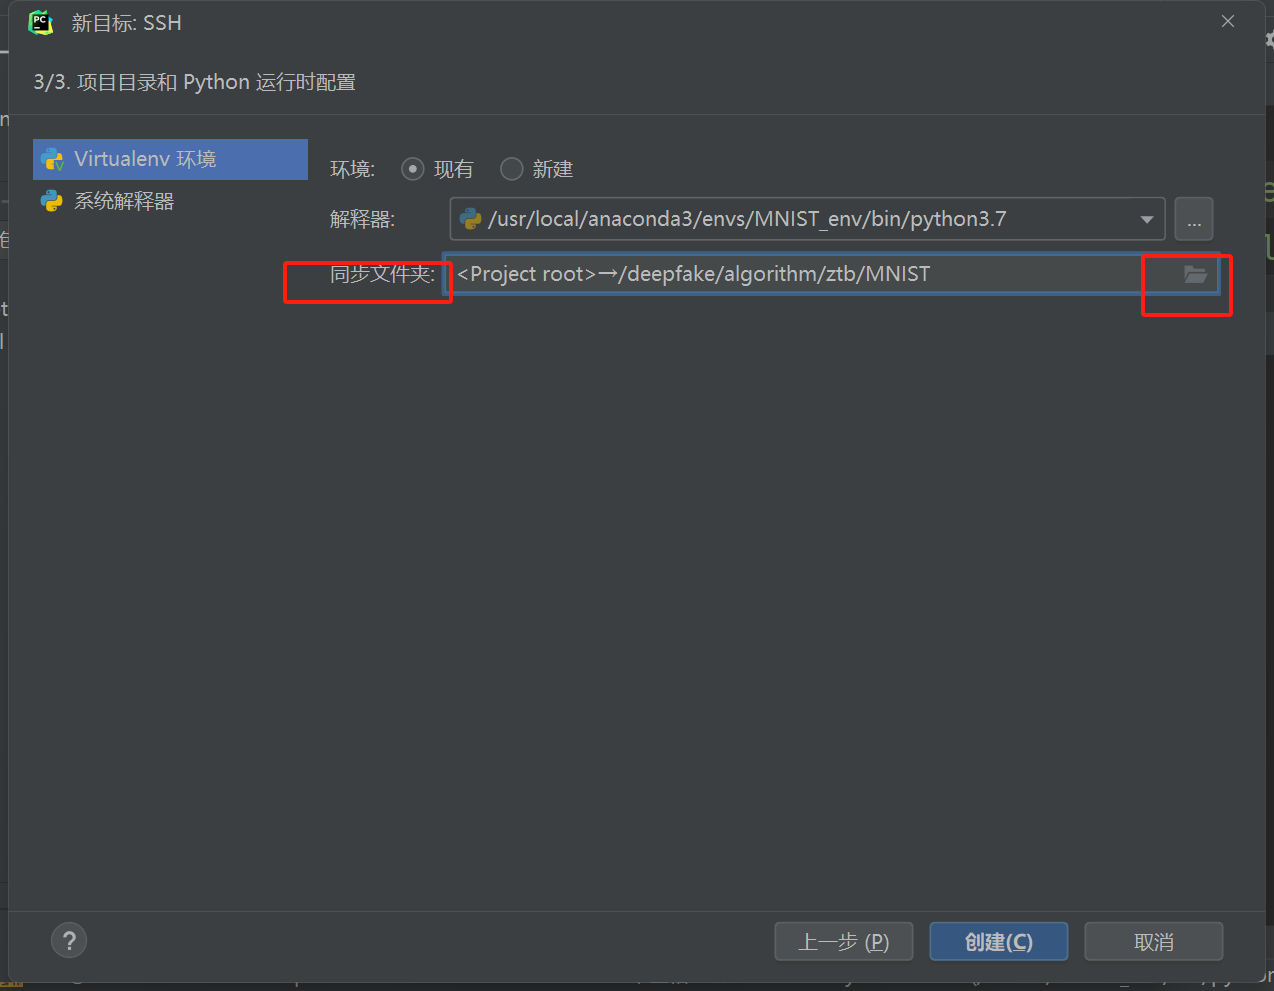 新目标: SSH
3/3. 项目目录和 Python 运行时配置
Virtualenv 环境
系统解释器
环境: 现有 新建
解释器: /usr/local/anaconda3/envs/MNIST_env/bin/python3.7 ...
同步文件夹: <Project root>→/deepfake/algorithm/ztb/MNIST
? 上一步 (P) 创建(C) 取消